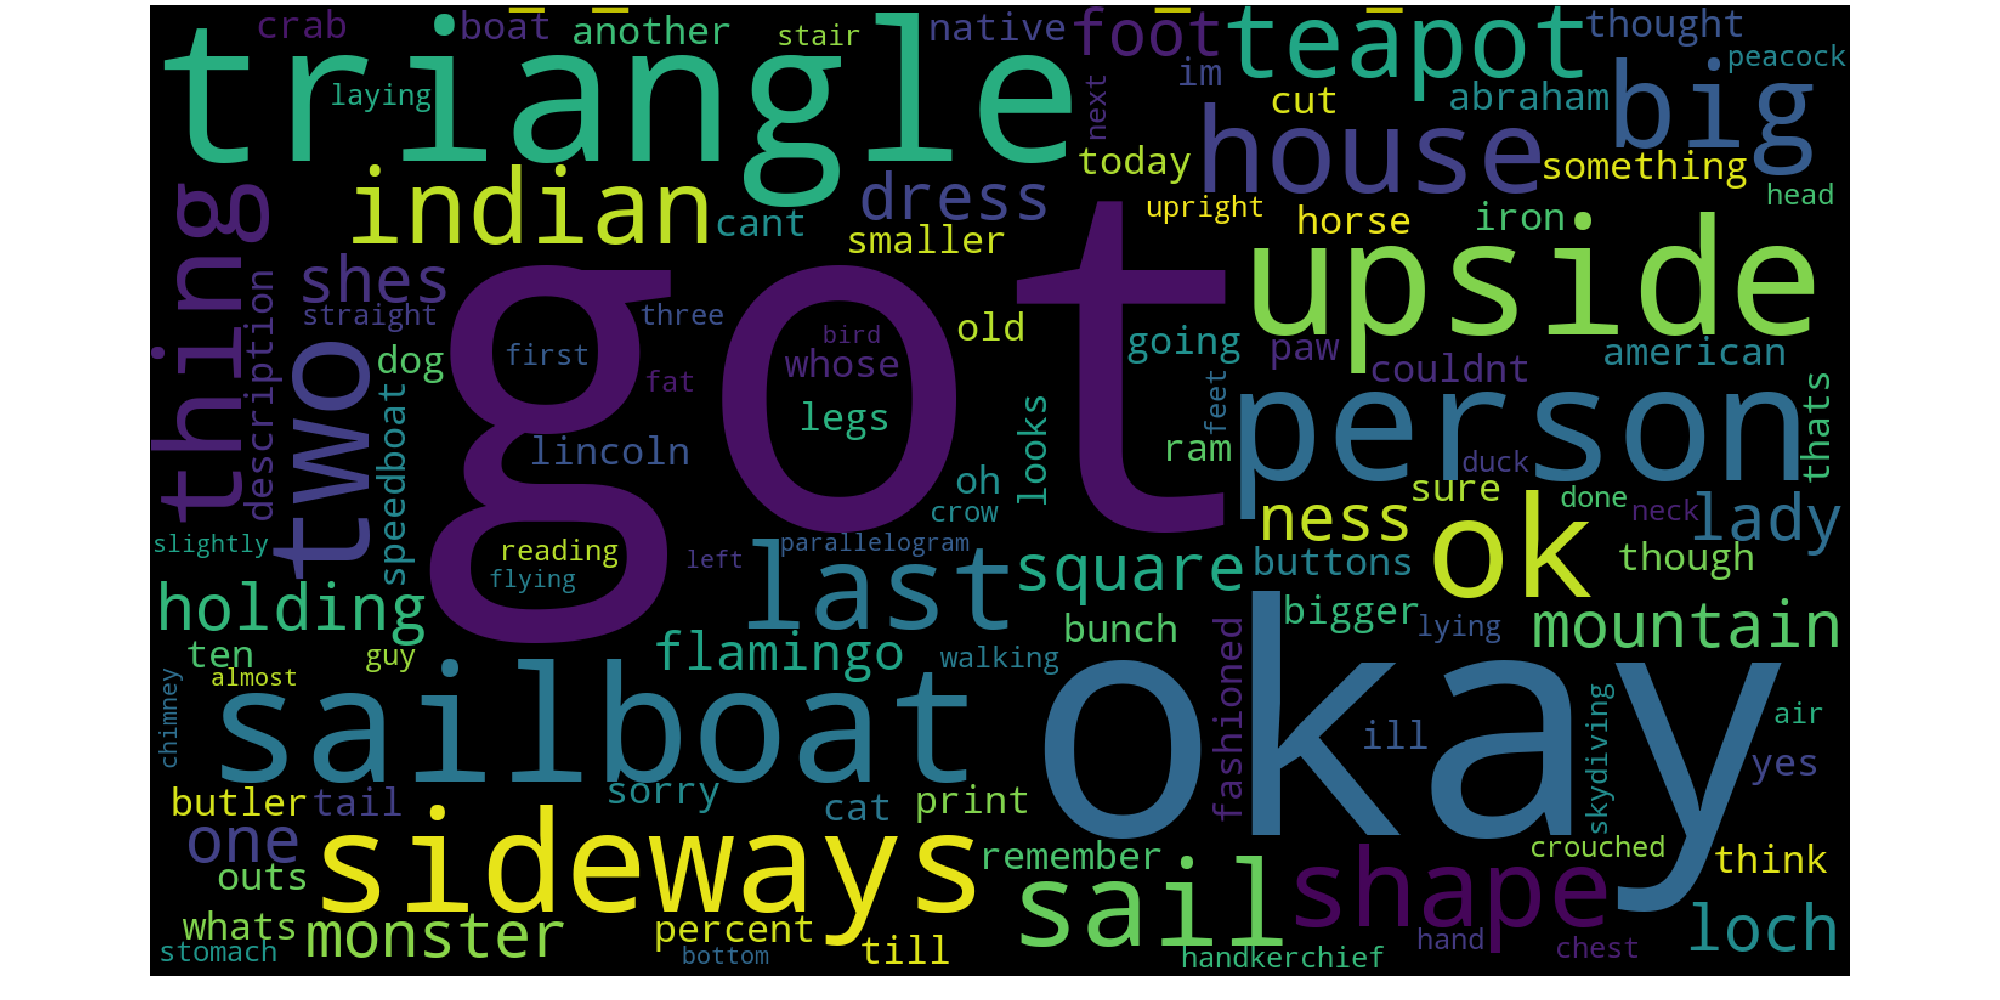 crab
boat
another
stair
native
foot
teapot
thought
triangle
laying
next
im
cut
abraham
big
peacock
house
today
something
thing
indian
cant
dress
smaller
upright
horse
iron
head
description
shes
straight
three
got
old
going
upside
paw
couldnt
american
two
dog
first
fat
bird
whose
legs
looks
feet
person
thats
speedboat
lincoln
oh
crow
ram
duck
sure
done
neck
lady
slightly
reading
flying
left
parallelogram
last
square
ness
buttons
ok
though
holding
ten
guy
almost
flamingo
walking
bunch
bigger
lying
mountain
chimney
sailboat
okay
fashioned
ill
skydiving
air
yes
butler
tail
sorry
cat
print
one
outs
sideways
remember
crouched
think
whats
stomach
monster
percent
bottom
till
sail
shape
handkerchief
hand
chest
loch